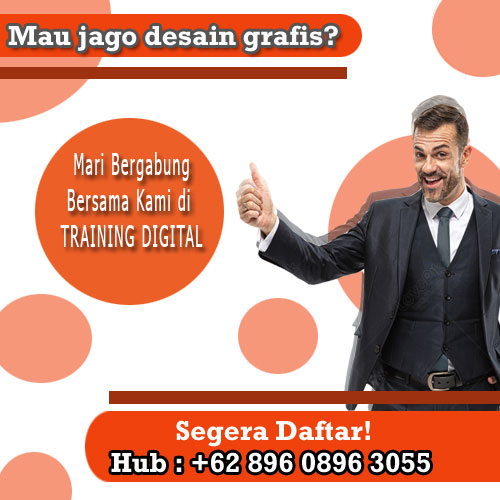 Mau jago desain grafis?
Mari Bergabung
Bersama Kami di
TRAINING DIGITAL
Segera Daftar!
Hub : +62 896 0896 3055